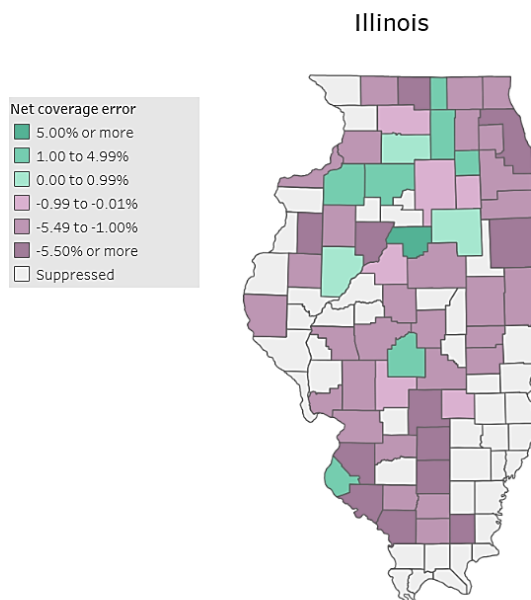 Illinois
Net coverage error
5.00% or more
1.00 to 4.99%
0.00 to 0.99%
-0.99 to -0.01%
-5.49 to -1.00%
-5.50% or more
Suppressed